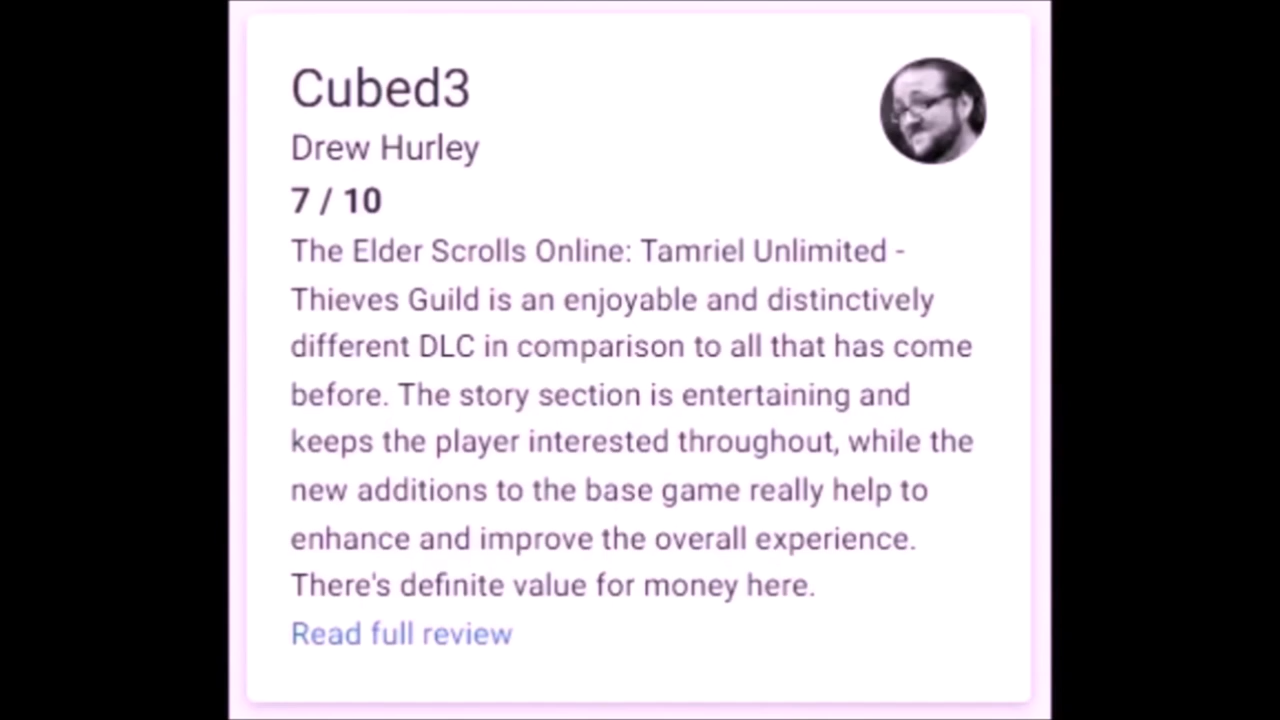 Cubed3
Drew Hurley
7 / 10
The Elder Scrolls Online: Tamriel Unlimited -
Thieves Guild is an enjoyable and distinctively
different DLC in comparison to all that has come
before. The story section is entertaining and
keeps the player interested throughout, while the
new additions to the base game really help to
enhance and improve the overall experience.
There's definite value for money here.
Read full review